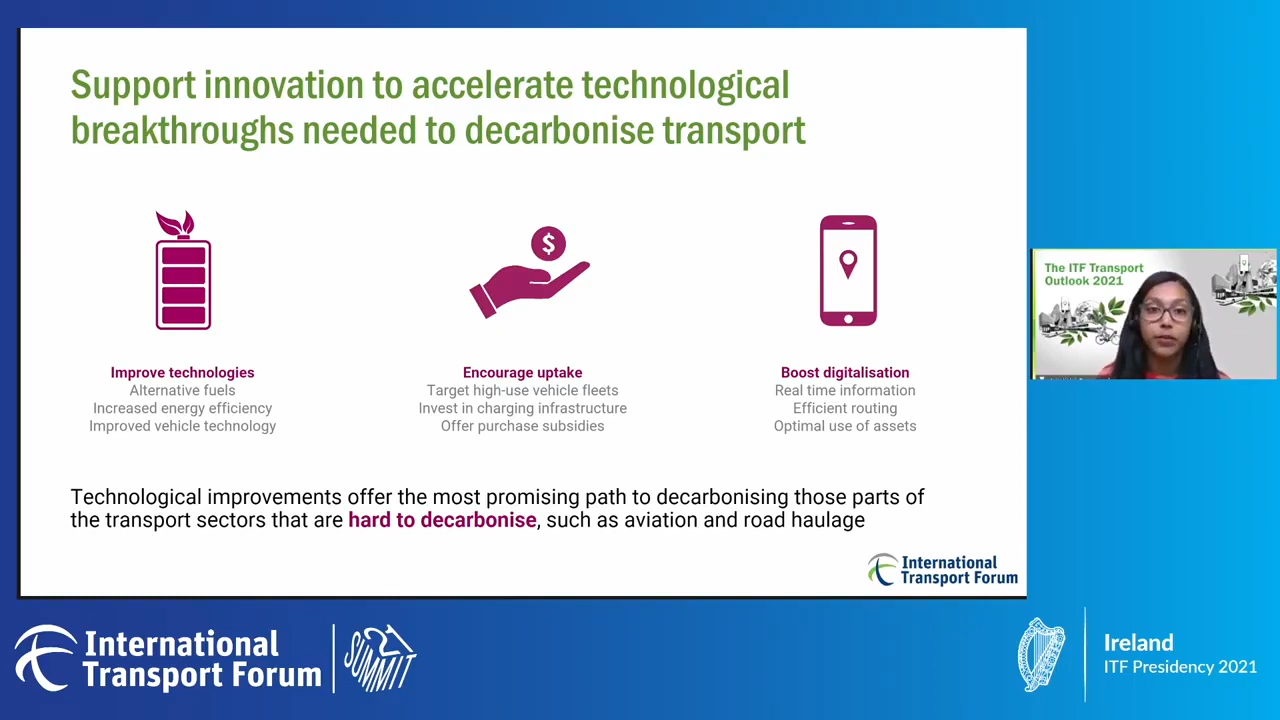 Support innovation to accelerate technological
breakthroughs needed to decarbonise transport
$
Improve technologies
Alternative fuels
Increased energy efficiency
Improved vehicle technology
Encourage uptake
Target high-use vehicle fleets
Invest in charging infrastructure
Offer purchase subsidies
Boost digitalisation
Real time information
Efficient routing
Optimal use of assets
Technological improvements offer the most promising path to decarbonising those parts of
the transport sectors that are hard to decarbonise, such as aviation and road haulage
International
Transport Forum
The ITF Transport
Outlook 2021
International
Transport Forum
SUMMIT
Ireland
ITF Presidency 2021